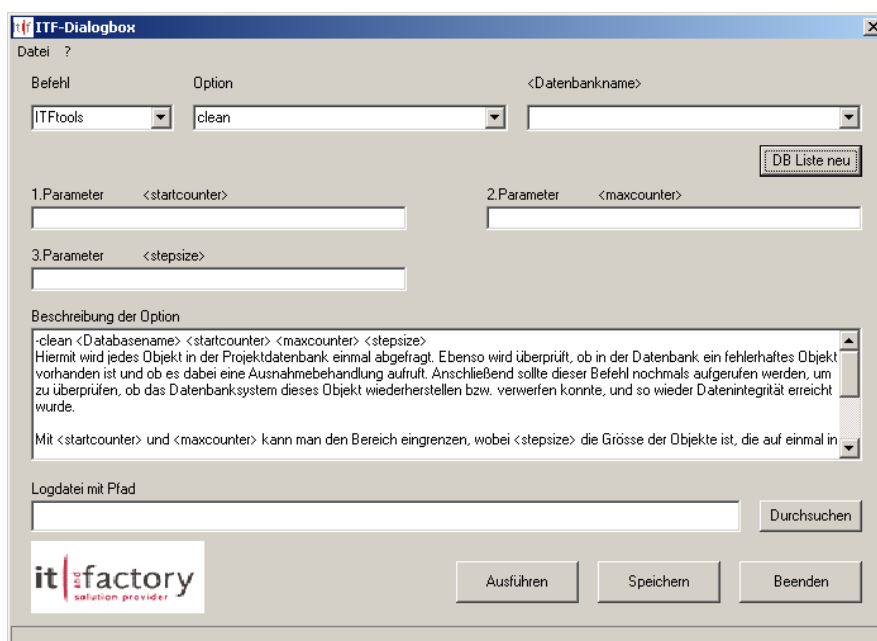 ITF-Dialogbox
Datei ?
Befehl Option <Datenbankname>
ITFtools clean
DB Liste neu
1.Parameter <startcounter> 2.Parameter <maxcounter>
3.Parameter <stepsize>
Beschreibung der Option
-clean <Databasename> <startcounter> <maxcounter> <stepsize>
Hiermit wird jedes Objekt in der Projektdatenbank einmal abgefragt. Ebenso wird überprüft, ob in der Datenbank ein fehlerhaftes Objekt
vorhanden ist und ob es dabei eine Ausnahmebehandlung aufruft. Anschließend sollte dieser Befehl nochmals aufgerufen werden, um
zu überprüfen, ob das Datenbanksystem dieses Objekt wiederherstellen bzw. verwerfen konnte, und so wieder Datenintegrität erreicht
wurde.
Mit <startcounter> und <maxcounter> kann man den Bereich eingrenzen, wobei <stepsize> die Grösse der Objekte ist, die auf einmal in
Logdatei mit Pfad
Durchsuchen
it and factory
solution provider
Ausführen Speichern Beenden